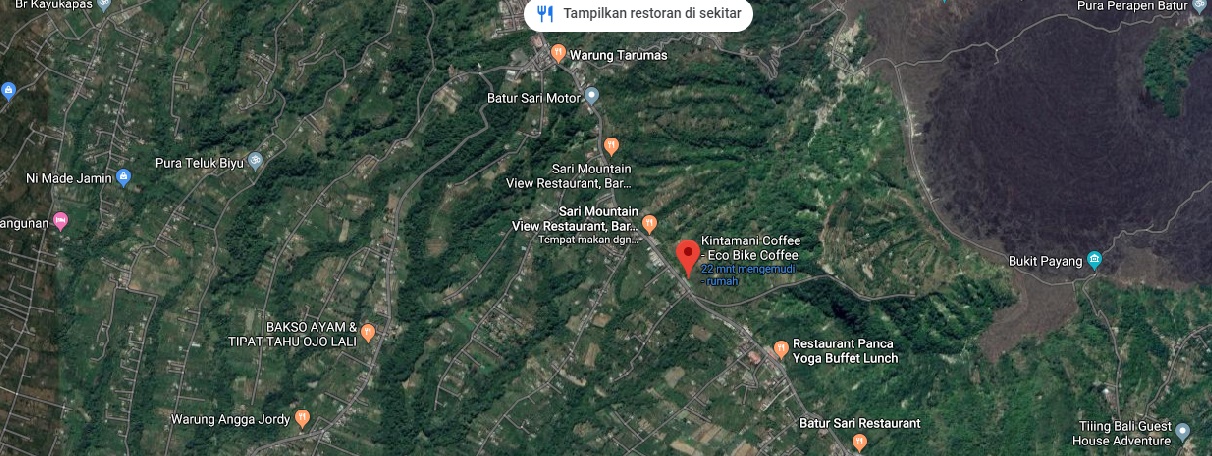 Br Kayukapas
Tampilkan restoran di sekitar
Pura Perapen Batur
Warung Tarumas
Batur Sari Motor
Pura Teluk Biyu
Ni Made Jamin
Sari Mountain
View Restaurant, Bar...
angunan
Sari Mountain
View Restaurant, Bar...
Tempat makan dgn...
Kintamani Coffee
- Eco Bike Coffee
22 mnt mengemudi
- rumah
Bukit Payang
BAKSO AYAM &
TIPAT TAHU OJO LALI
Restaurant Panca
Yoga Buffet Lunch
Warung Angga Jordy
Batur Sari Restaurant
Tiiing Bali Guest
House Adventure